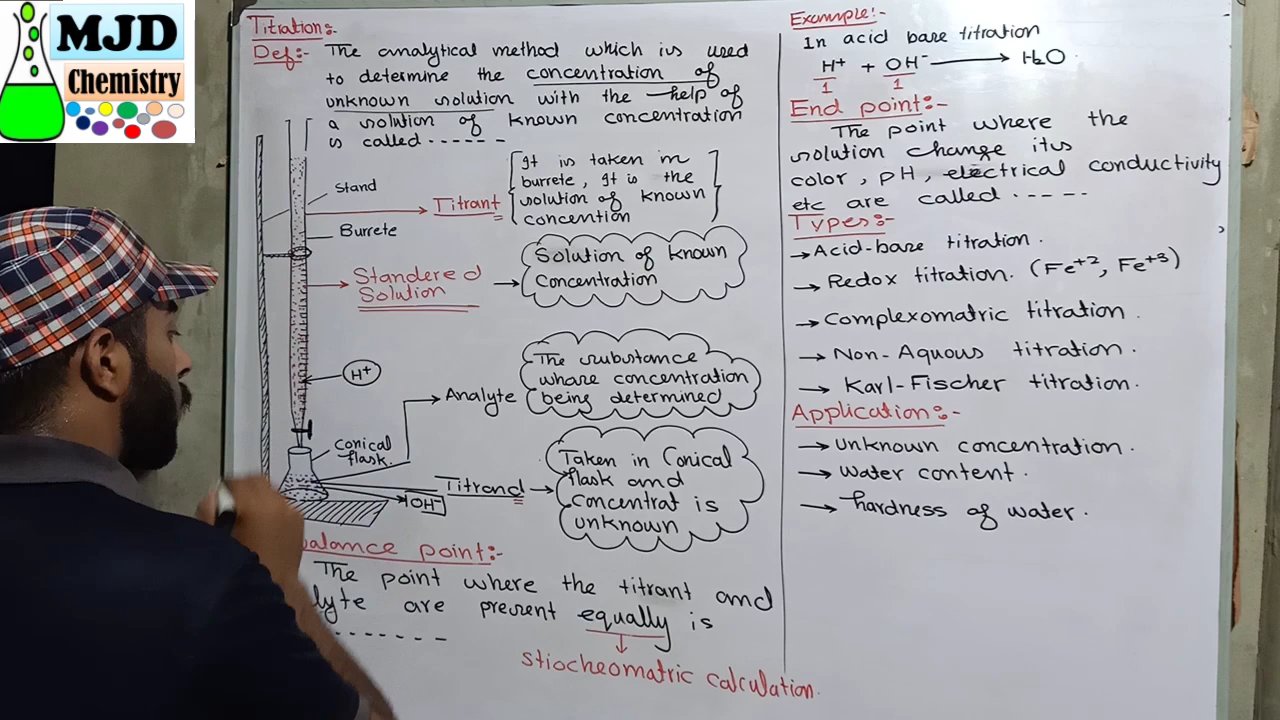 MJD
Chemistry
Titration:-
Def:- The analytical method which is used
to determine the concentration of
unknown solution with the help of
a solution of known concentration
is called - - - - - -
Stand
Titrant
It is taken in
burrete, It is the
solution of known
concention
Burrete
Standered
Solution
Solution of known
Concentration
H+
Analyte
The substance
whare concentration
being determined
Conical
flask.
OH-
Titrand
Taken in Conical
flask and
concentrat is
unknown
valance point:-
The point where the titrant and
lyte are present equally is
- - - - - - -
stiocheomatric calculation.
Example:-
In acid base titration
H+ + OH- → H2O
1 1
End point:-
The point where the
solution change its
color, pH, electrical conductivity
etc are called - - - - -
Types:-
→ Acid-base titration.
→ Redox titration. (Fe+2, Fe+3)
→ Complexomatric titration.
→ Non-Aquous titration.
→ Karl-Fischer titration.
Application:-
→ unknown concentration.
→ water content.
→ hardness of water.